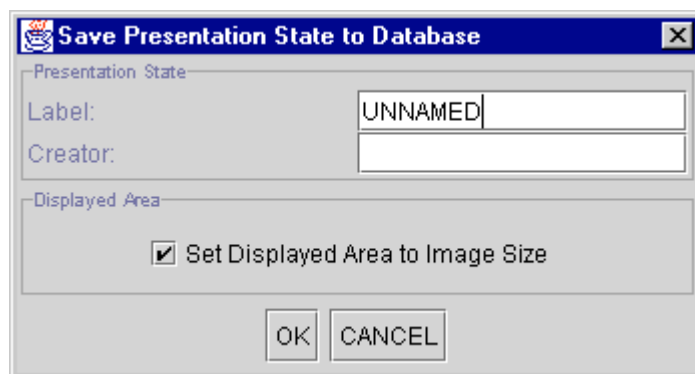 Save Presentation State to Database
Presentation State
Label: UNNAMED
Creator:
Displayed Area
Set Displayed Area to Image Size
OK CANCEL